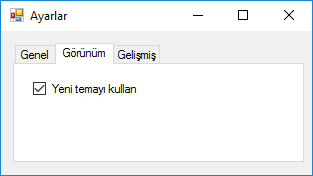 Ayarlar
Genel Görünüm Gelişmiş
Yeni temayı kullan